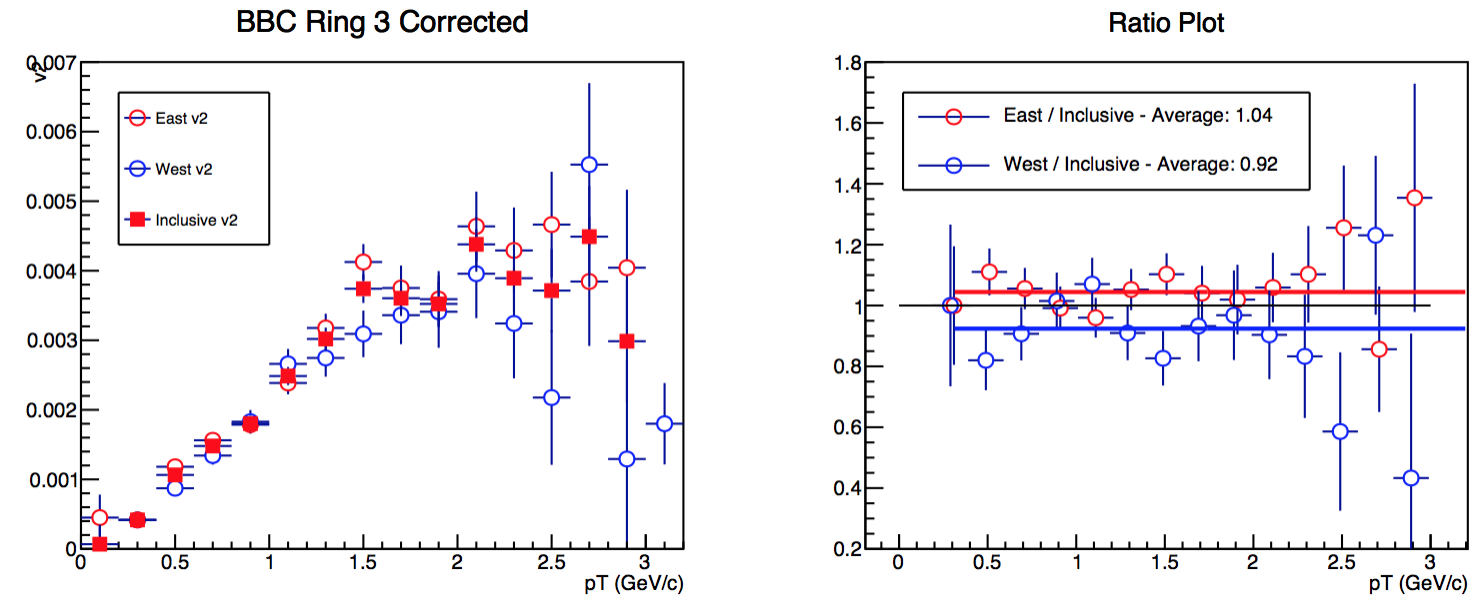 BBC Ring 3 Corrected
v2
0.007
0.006
0.005
0.004
0.003
0.002
0.001
0
East v2
West v2
Inclusive v2
0 0.5 1 1.5 2 2.5 3
pT (GeV/c)
Ratio Plot
1.8
1.6
1.4
1.2
1
0.8
0.6
0.4
0.2
East / Inclusive - Average: 1.04
West / Inclusive - Average: 0.92
0 0.5 1 1.5 2 2.5 3
pT (GeV/c)